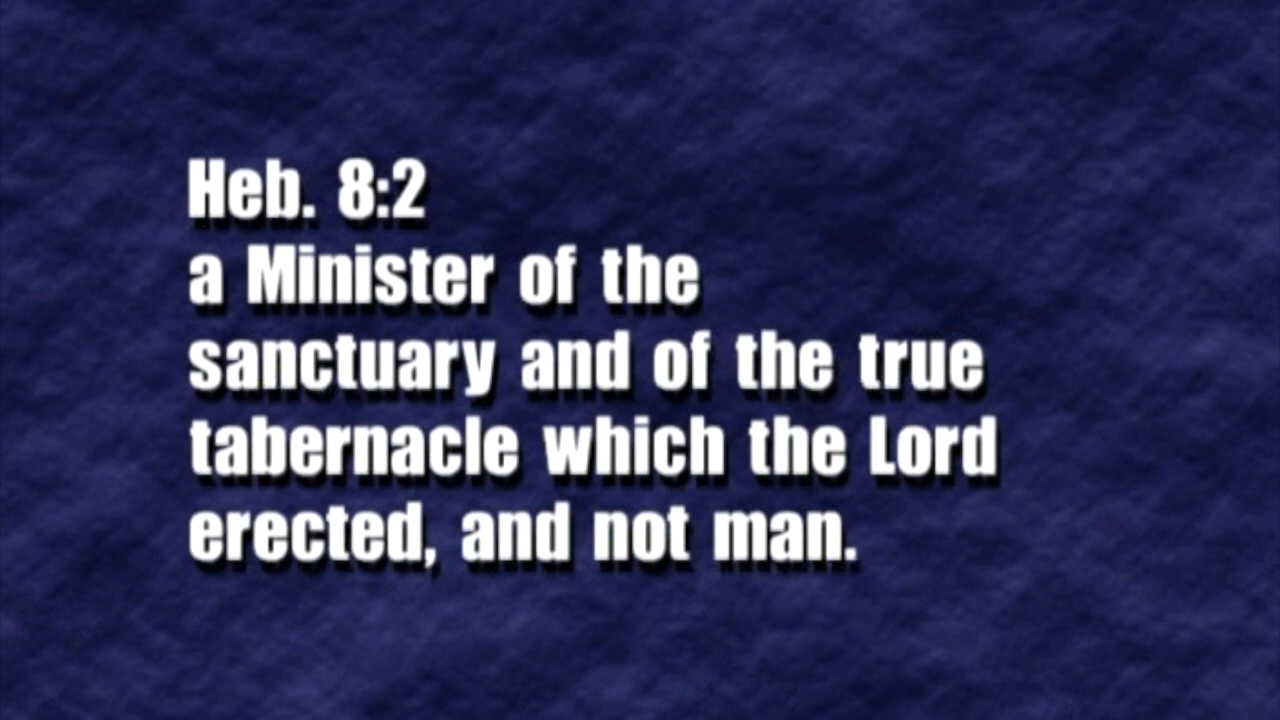 Heb. 8:2
a Minister of the
sanctuary and of the true
tabernacle which the Lord
erected, and not man.